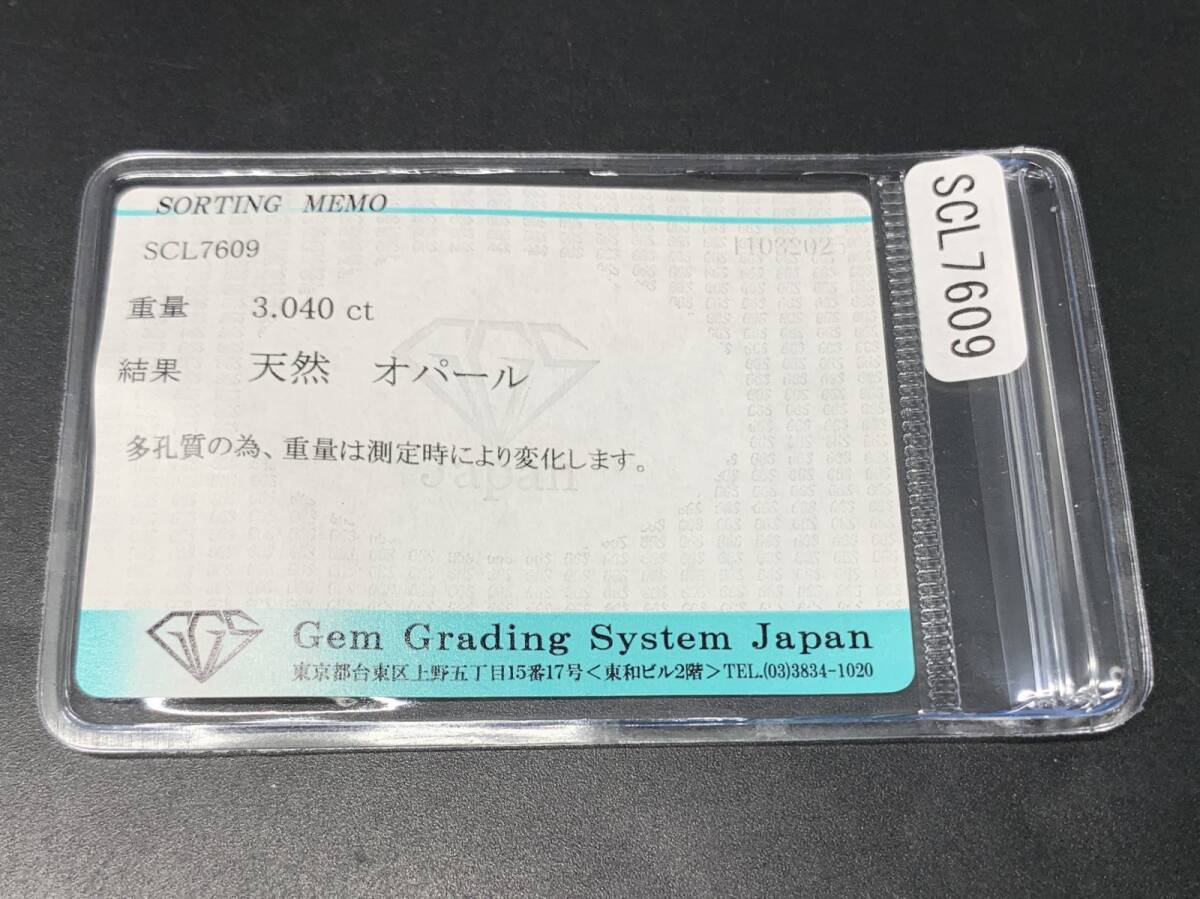 SORTING MEMO
SCL7609
重量 3.040 ct
結果 天然 オパール
多孔質の為、重量は測定時により変化します。
Japan
GGS
Gem Grading System Japan
東京都台東区上野五丁目15番17号＜東和ビル2階＞TEL.(03)3834-1020
SCL7609